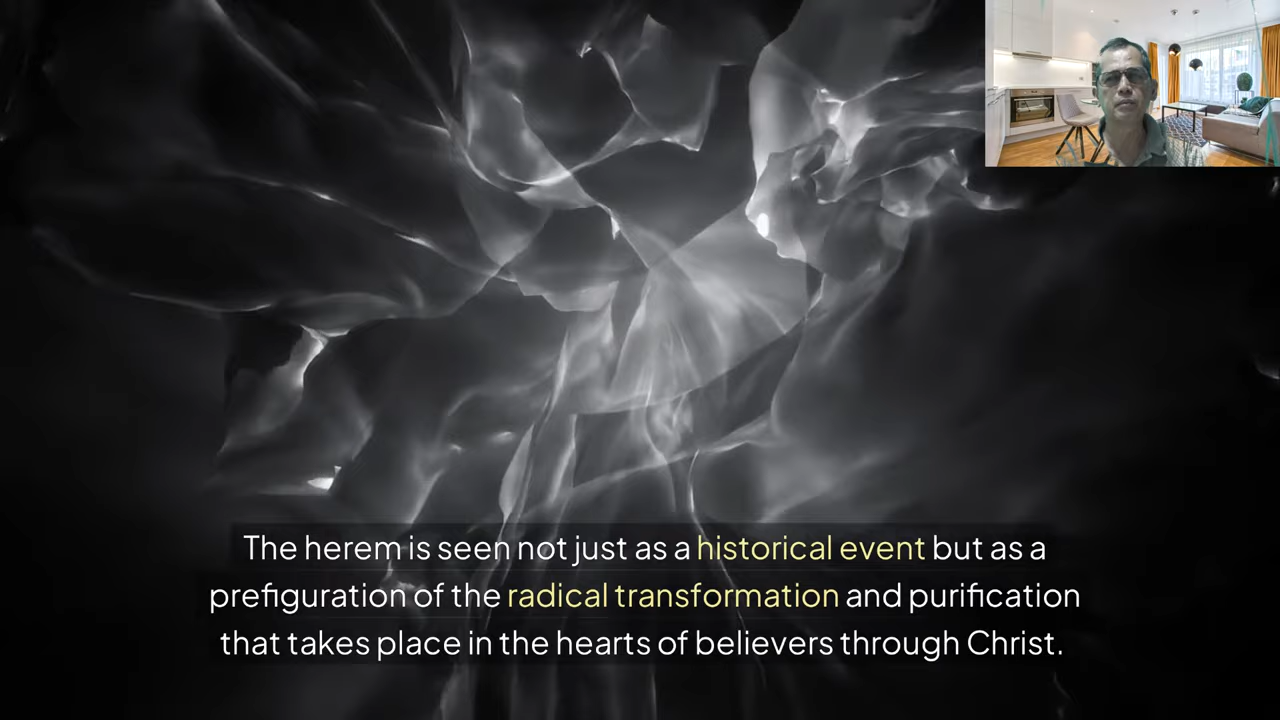 The herem is seen not just as a historical event but as a
prefiguration of the radical transformation and purification
that takes place in the hearts of believers through Christ.